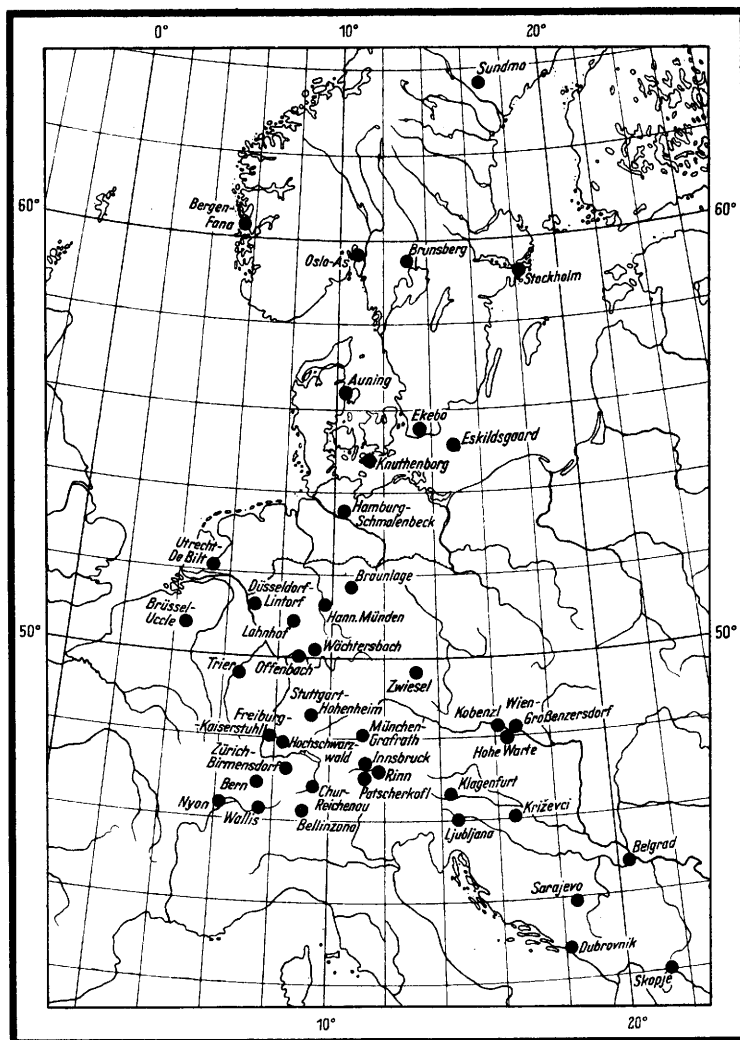 0° 10° 20°
Sundmo
60° 60°
Bergen-
Fana
Oslo-As
Brunsberg
Stockholm
Auning
Ekebo
Eskildsgaard
Knuthenborg
Hamburg-
Schmalenbeck
Utrecht-
De Bilt
Braunlage
Düsseldorf-
Lintorf
Brüssel-
Uccle
Hann. Münden
Lahnhof
50° 50°
Wächtersbach
Trier
Offenbach
Zwiesel
Stuttgart-
Hohenheim
Freiburg-
Kaiserstuhl
München-
Grafrath
Kobenzl
Wien-
Großenzersdorf
Hohe Warte
Hochschwarz-
wald
Zürich-
Birmensdorf
Innsbruck
Rinn
Patscherkofl
Bern
Chur-
Reichenau
Klagenfurt
Nyon
Wallis
Bellinzona
Križevci
Ljubljana
Belgrad
Sarajevo
Dubrovnik
Skopje
10° 20°